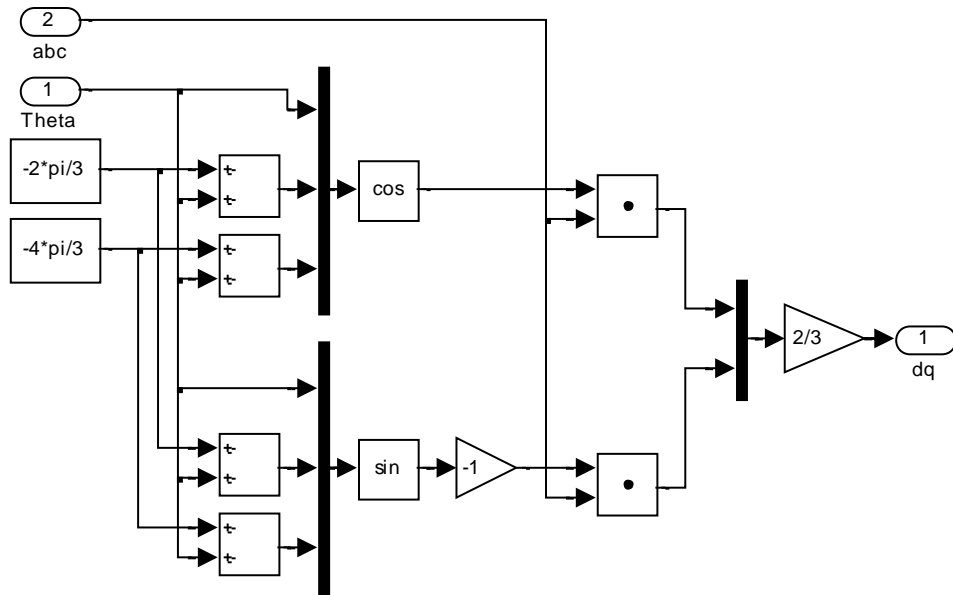 2
abc
1
Theta
-2*pi/3
+-
+-
cos
-4*pi/3
+-
+-
2/3
1
dq
+-
+-
sin
-1
+-
+-